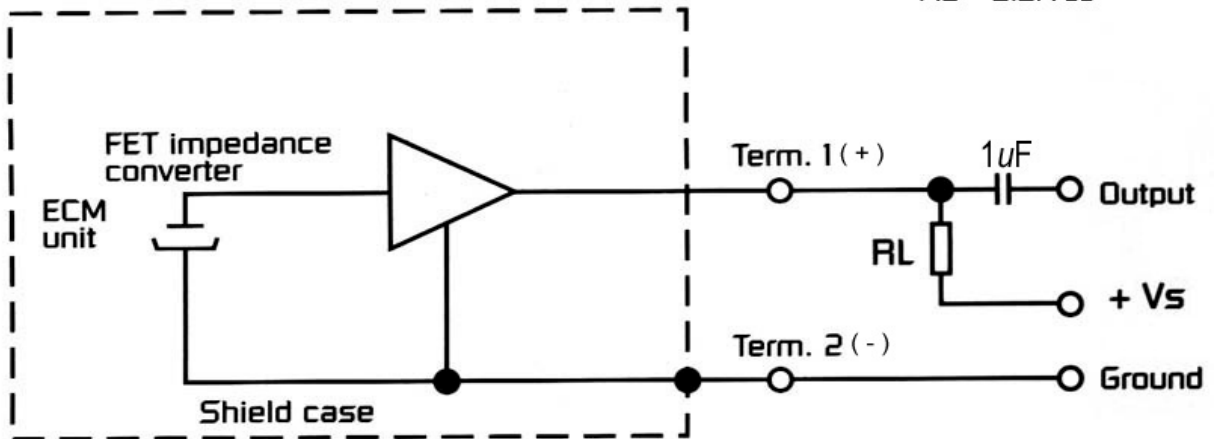 FET impedance
converter
ECM
unit
Term. 1 (+)
1uF
Output
RL
+ Vs
Term. 2 (-)
Ground
Shield case